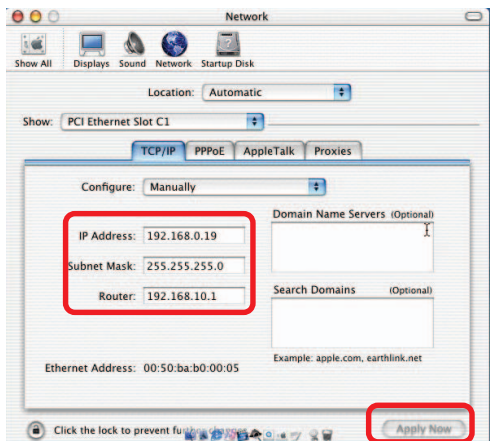 Network
Show All Displays Sound Network Startup Disk
Location: Automatic
Show: PCI Ethernet Slot C1
TCP/IP PPPoE AppleTalk Proxies
Configure: Manually
Domain Name Servers (Optional)
IP Address: 192.168.0.19
Subnet Mask: 255.255.255.0
Router: 192.168.10.1
Search Domains (Optional)
Example: apple.com, earthlink.net
Ethernet Address: 00:50:ba:b0:00:05
Click the lock to prevent
Apply Now